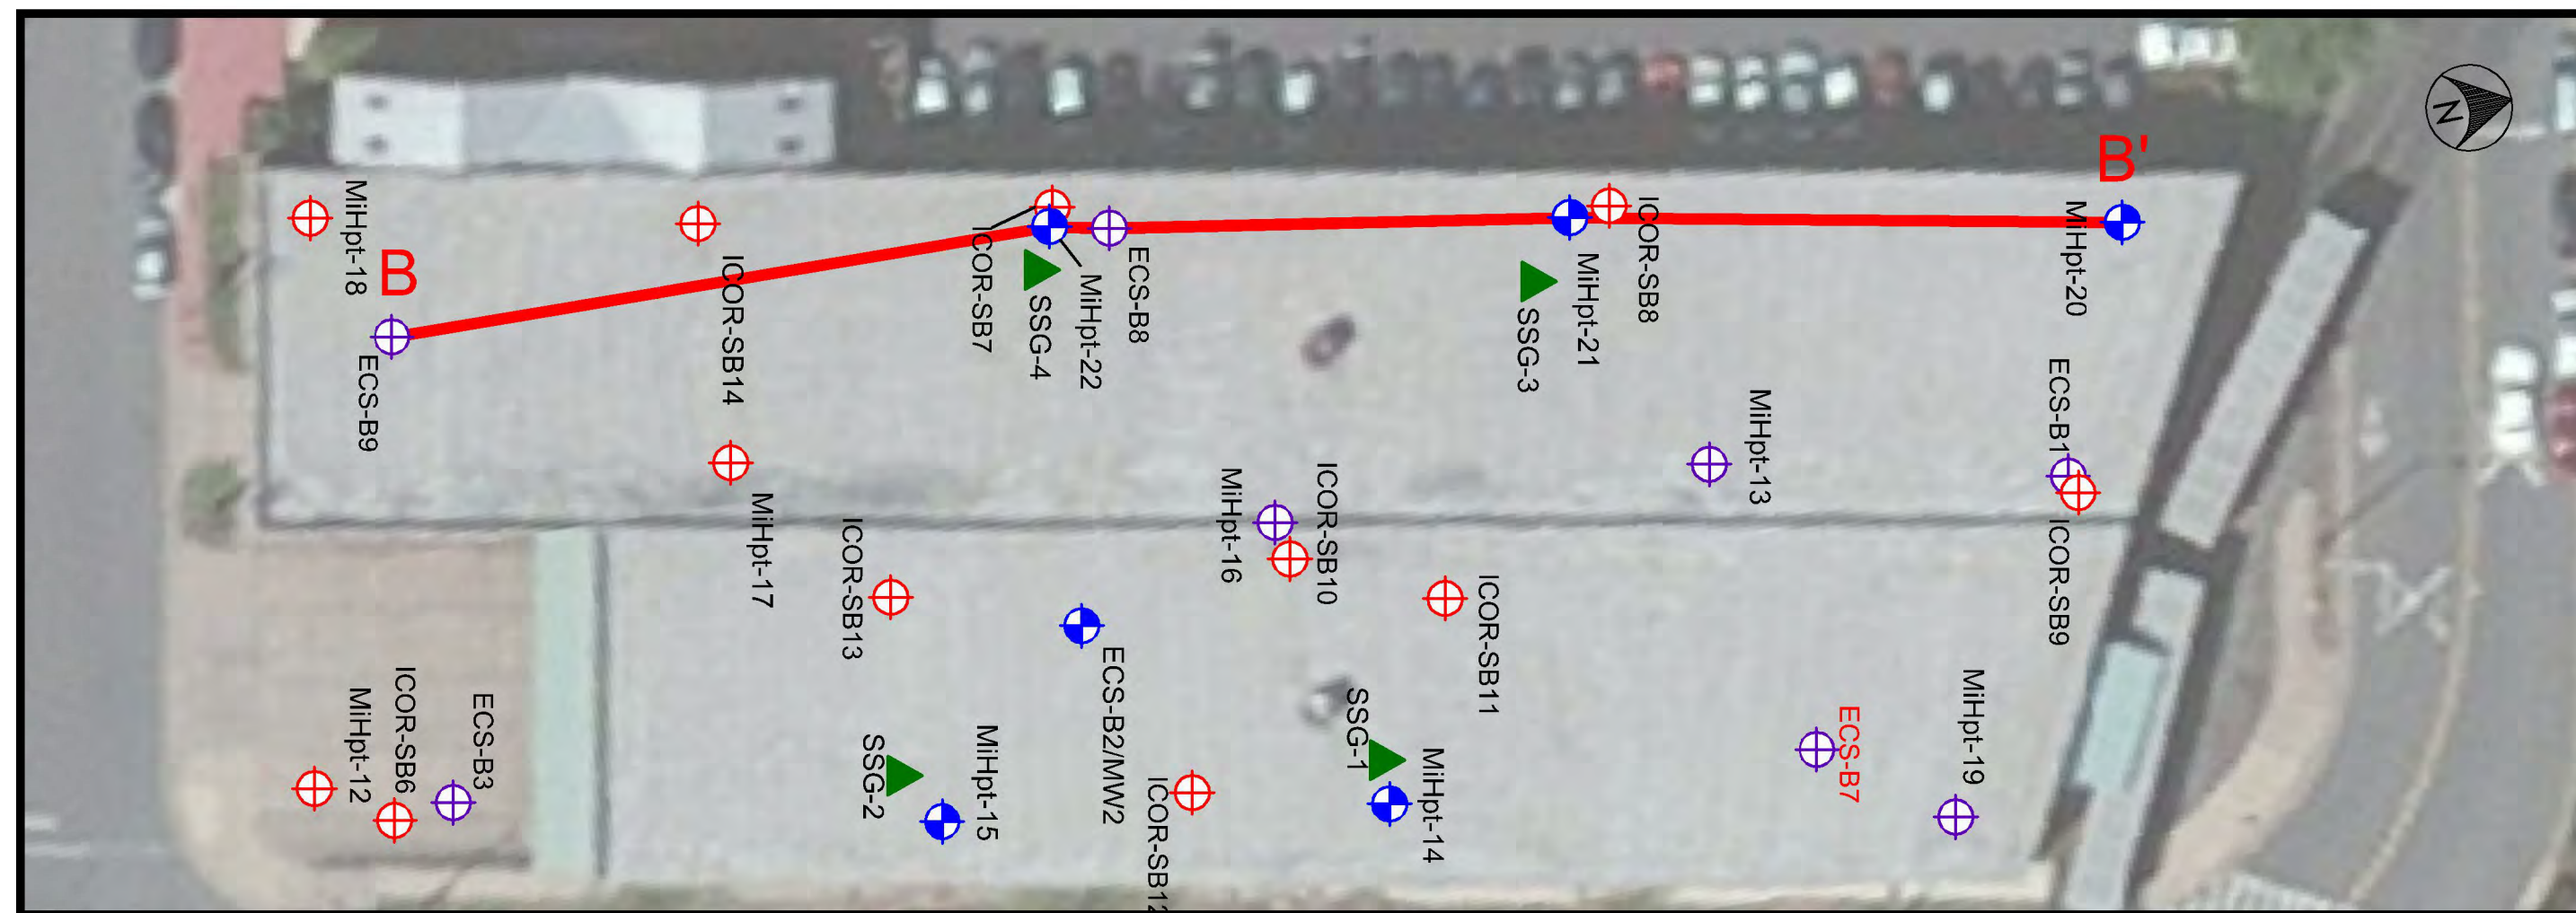 N
B'
B
MiHpt-18
ECS-B9
ICOR-SB14
MiHpt-17
ICOR-SB7
SSG-4
MiHpt-22
ECS-B8
SSG-3
MiHpt-21
ICOR-SB8
MiHpt-20
MiHpt-13
ECS-B1
ICOR-SB9
MiHpt-16
ICOR-SB10
ICOR-SB13
ICOR-SB11
ECS-B2/MW2
MiHpt-12
ICOR-SB6
ECS-B3
SSG-2
MiHpt-15
ICOR-SB12
SSG-1
MiHpt-14
ECS-B7
MiHpt-19